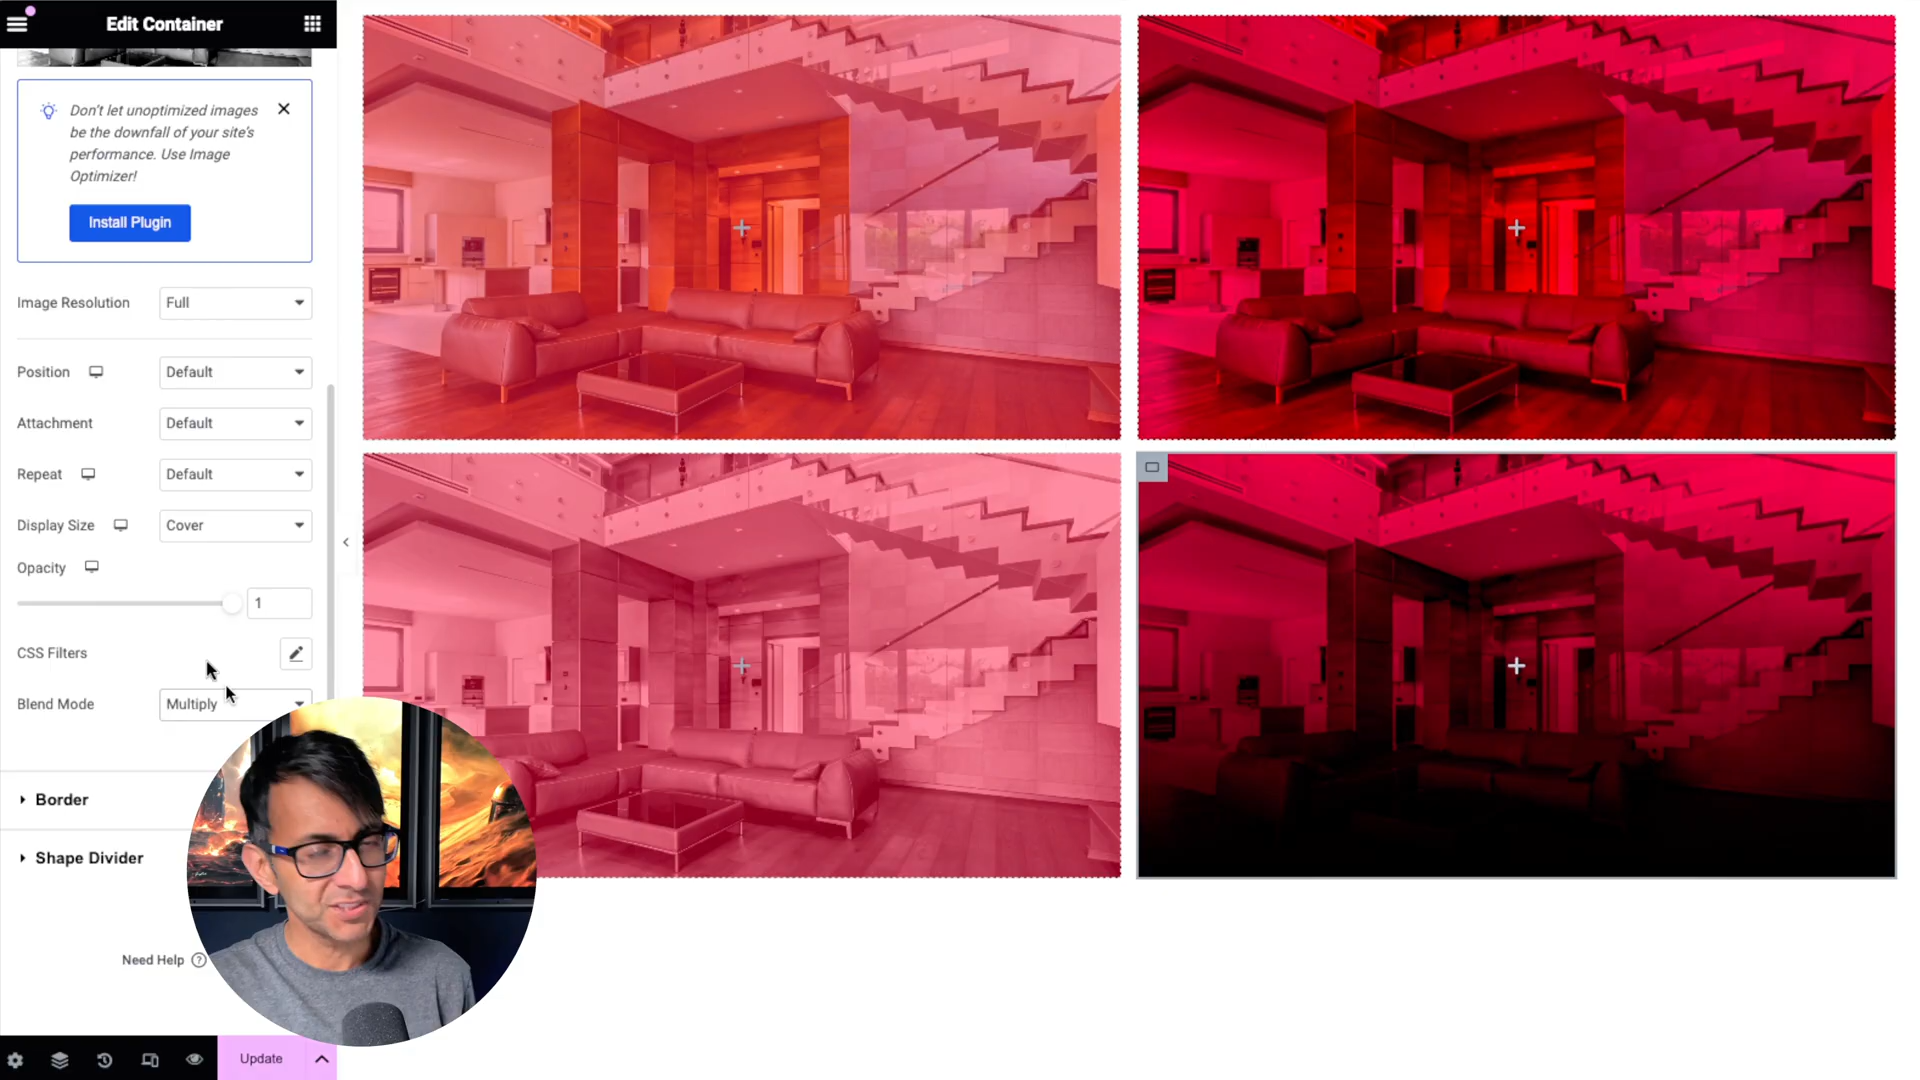 Edit Container
Don't let unoptimized images
be the downfall of your site's
performance. Use Image
Optimizer!
Install Plugin
Image Resolution Full
Position Default
Attachment Default
Repeat Default
Display Size Cover
Opacity
1
CSS Filters
Blend Mode Multiply
Border
Shape Divider
Need Help
Update